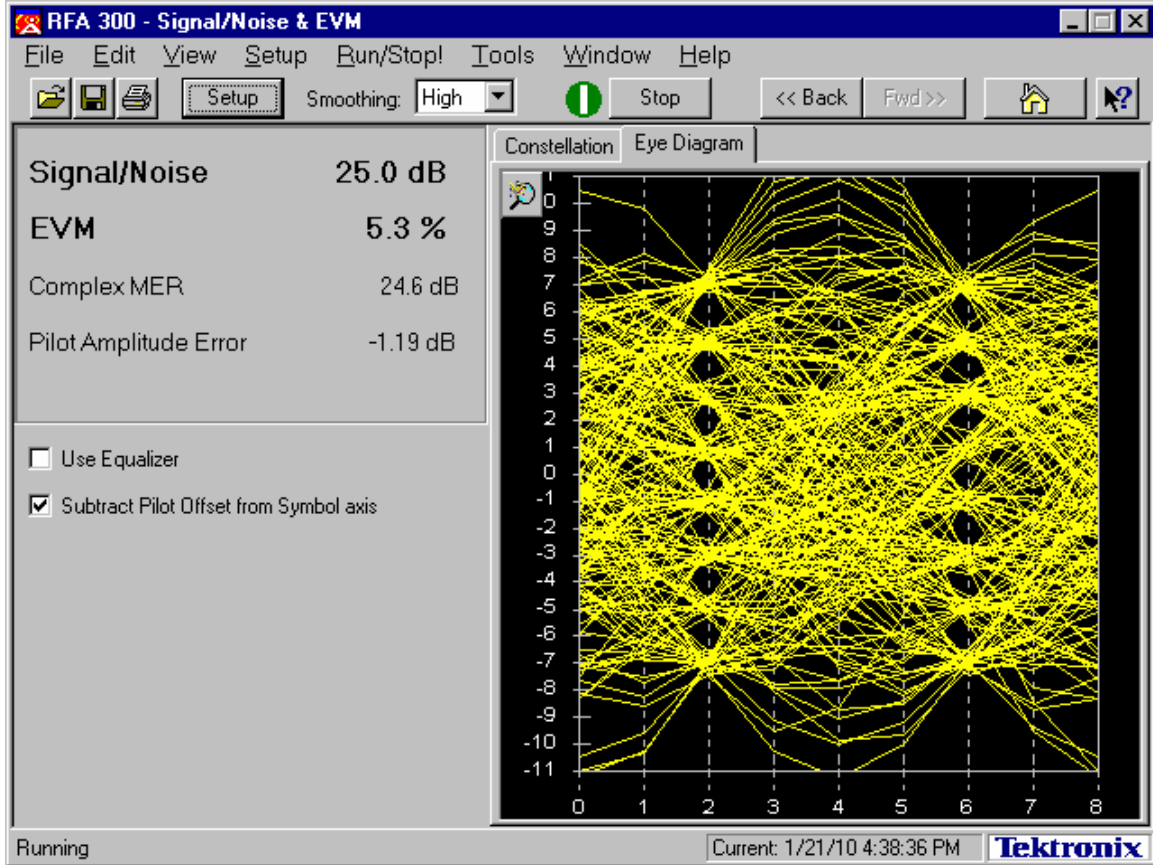 RFA 300 - Signal/Noise & EVM
File Edit View Setup Run/Stop! Tools Window Help
Setup Smoothing: High Stop << Back Fwd >> ?
Signal/Noise 25.0 dB
EVM 5.3 %
Complex MER 24.6 dB
Pilot Amplitude Error -1.19 dB
Use Equalizer
Subtract Pilot Offset from Symbol axis
Constellation Eye Diagram
1
0
9
8
7
6
5
4
3
2
1
0
-1
-2
-3
-4
-5
-6
-7
-8
-9
-10
-11
0 1 2 3 4 5 6 7 8
Running Current: 1/21/10 4:38:36 PM Tektronix